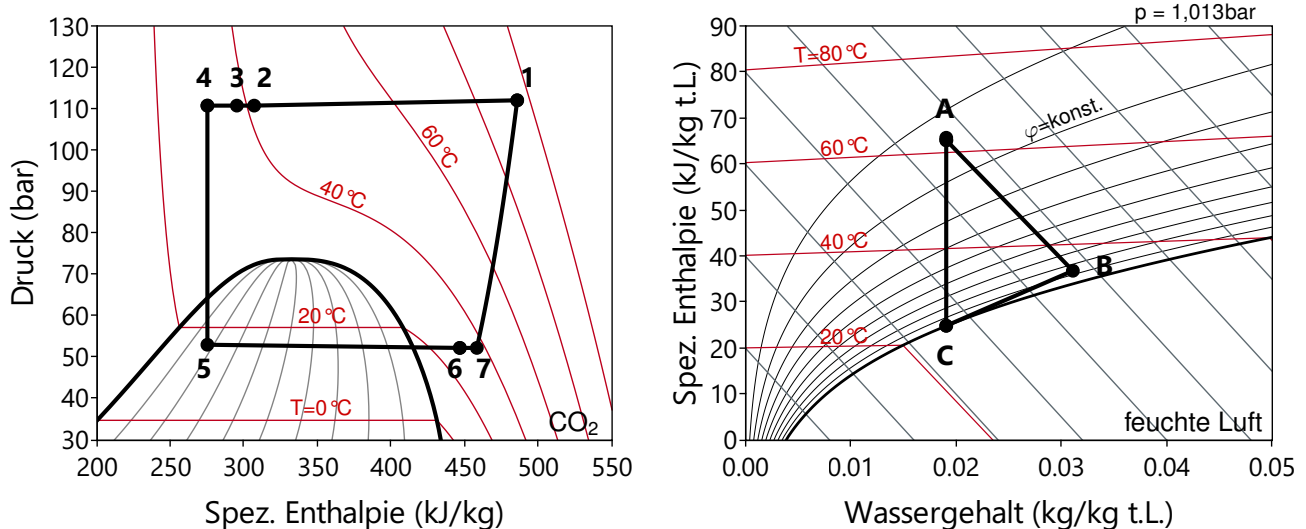 130
120
110
100
90
80
70
60
50
40
30
200
250
300
350
400
450
500
550
Druck (bar)
Spez. Enthalpie (kJ/kg)
4
3
2
1
5
6
7
60°C
40°C
20°C
T=0°C
CO₂
p = 1,013bar
90
80
70
60
50
40
30
20
10
0
0.00
0.01
0.02
0.03
0.04
0.05
Spez. Enthalpie (kJ/kg t.L.)
Wassergehalt (kg/kg t.L.)
T=80°C
A
φ=konst.
60°C
40°C
B
20°C
C
feuchte Luft